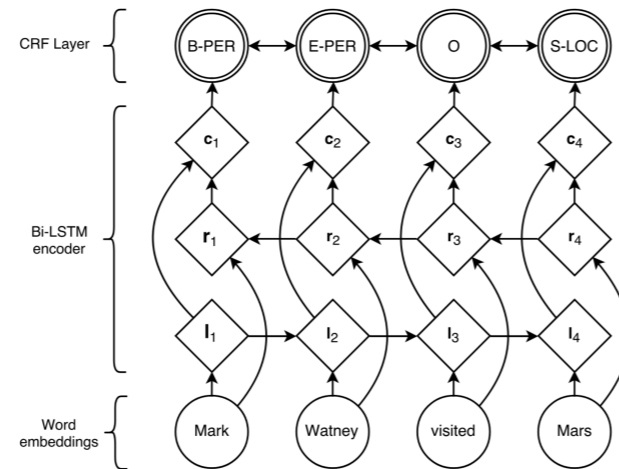 CRF Layer
B-PER
E-PER
O
S-LOC
c1
c2
c3
c4
Bi-LSTM
encoder
r1
r2
r3
r4
l1
l2
l3
l4
Word
embeddings
Mark
Watney
visited
Mars